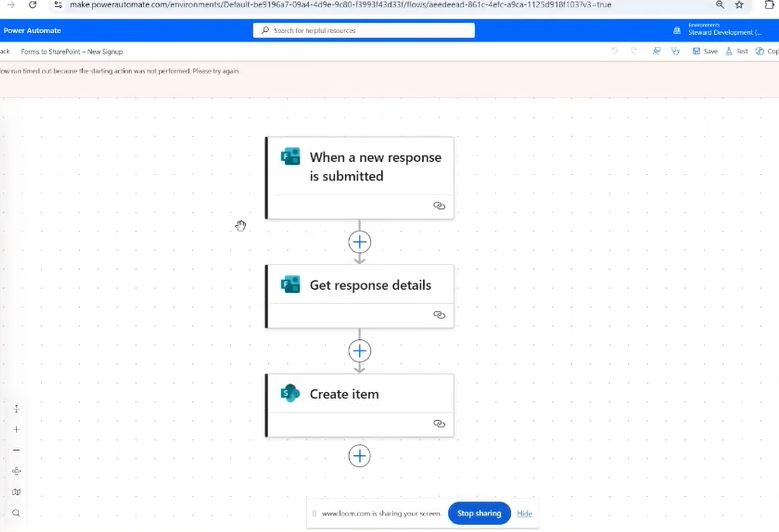 make.powerautomate.com/environments/Default-be9196a7-09a4-4d9e-9c80-f3993f43d33f/flows/aeedeead-861c-4efc-a9ca-1125d918f103?v3=true
Power Automate
Search for helpful resources
Environments
Steward Development (...
ack
Forms to SharePoint – New Signup
Save
Test
Cop
low run timed out because the starting action was not performed. Please try again.
When a new response
is submitted
Get response details
Create item
www.loom.com is sharing your screen.
Stop sharing
Hide